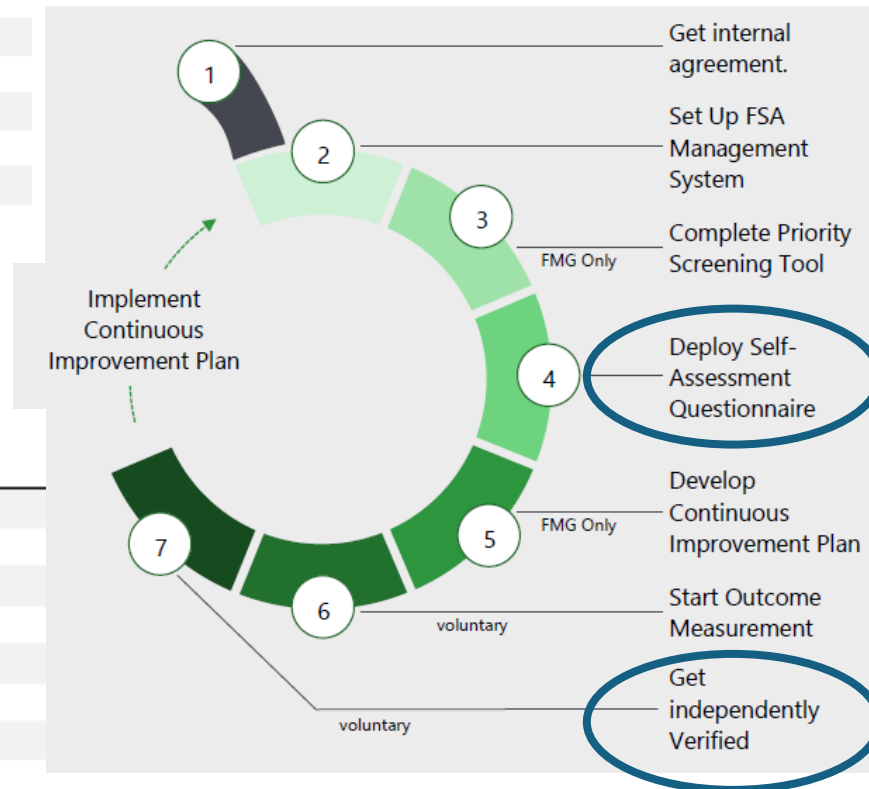 1
Get internal
agreement.
2
Set Up FSA
Management
System
3
FMG Only
Complete Priority
Screening Tool
Implement
Continuous
Improvement Plan
4
Deploy Self-
Assessment
Questionnaire
5
FMG Only
Develop
Continuous
Improvement Plan
6
voluntary
Start Outcome
Measurement
7
voluntary
Get
independently
Verified